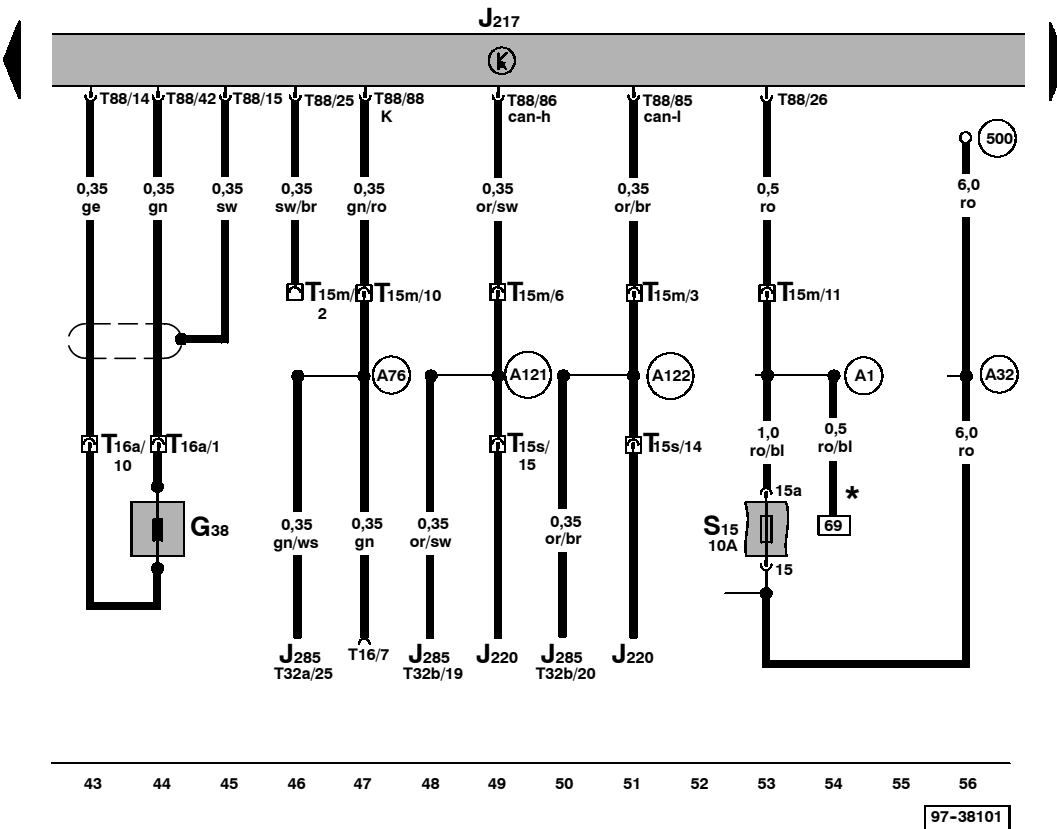 J217
T88/14 T88/42 T88/15 T88/25 T88/88 T88/86 T88/85 T88/26
K can-h can-l
500
0,35 0,35 0,35 0,35 0,35 0,35 0,35 0,5 6,0
ge gn sw sw/br gn/ro or/sw or/br ro ro
T15m/ T15m/10 T15m/6 T15m/3 T15m/11
2
A76 A121 A122 A1 A32
T16a/ T16a/1 T15s/ T15s/14 1,0 0,5 6,0
10 15 ro/bl ro/bl ro
15a *
G38 0,35 0,35 0,35 0,35 S15 69
gn/ws gn or/sw or/br 10A
15
J285 T16/7 J285 J220 J285 J220
T32a/25 T32b/19 T32b/20
43 44 45 46 47 48 49 50 51 52 53 54 55 56
97-38101